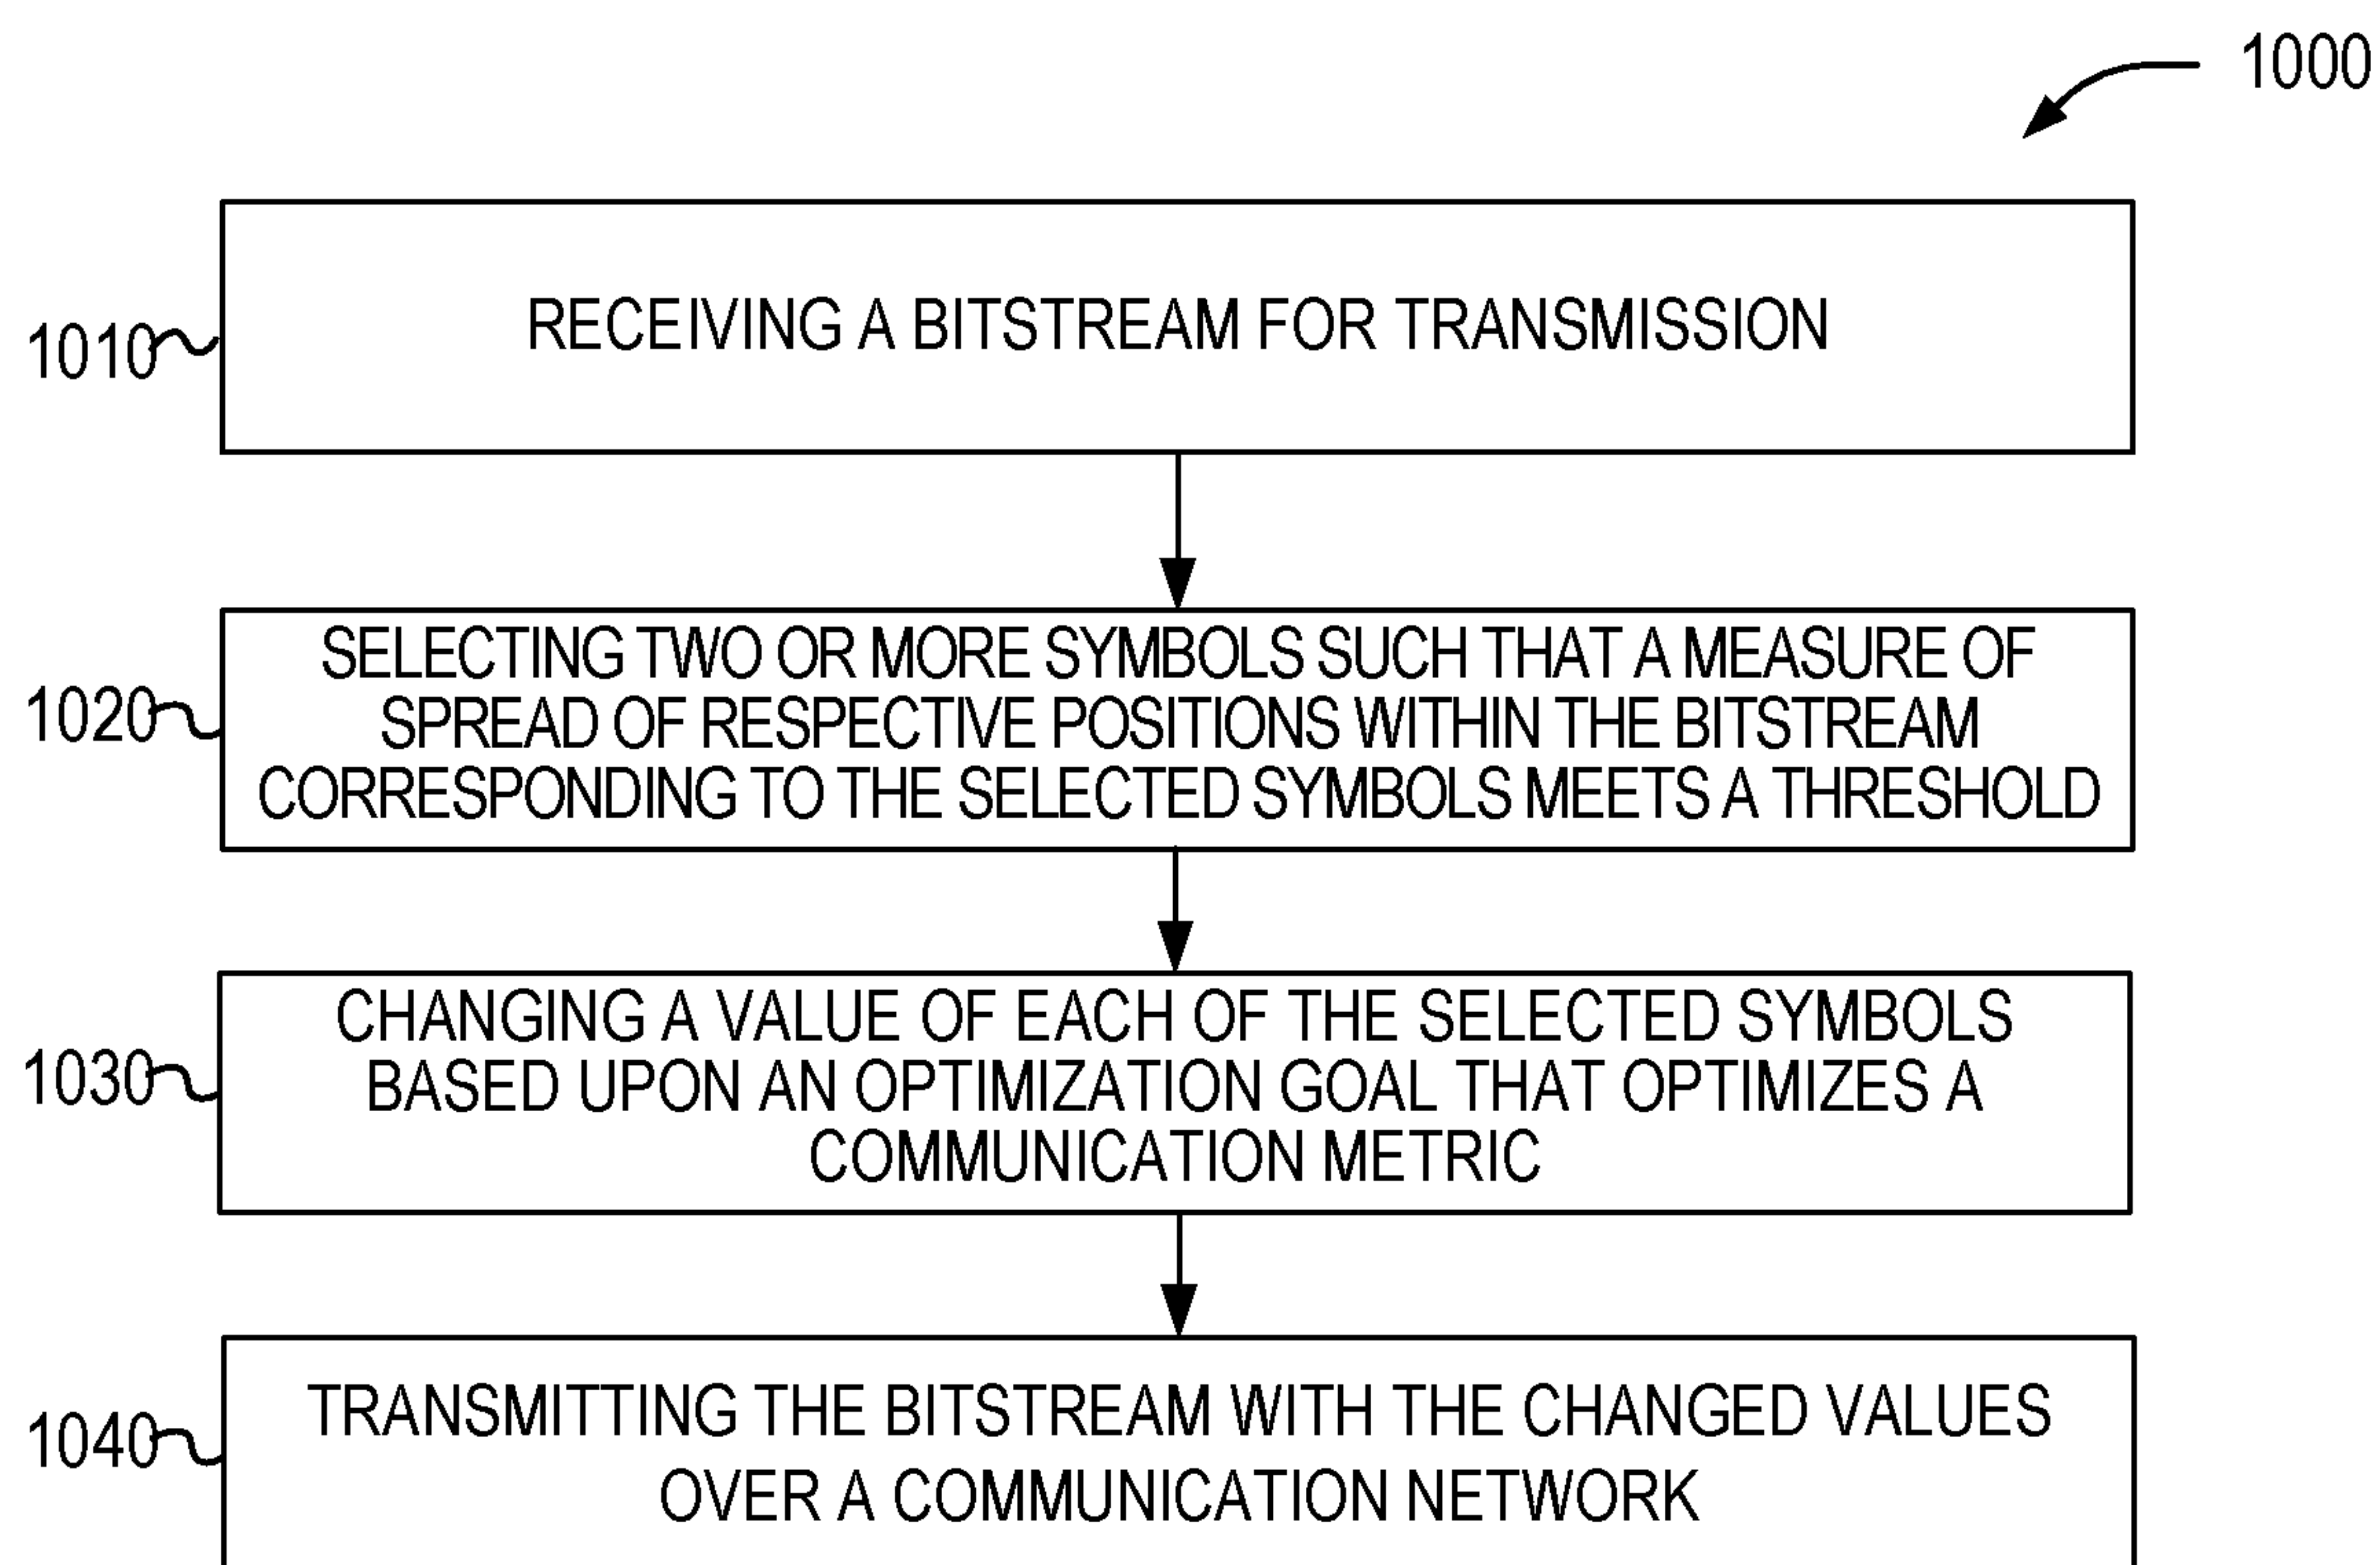 1000
1010
RECEIVING A BITSTREAM FOR TRANSMISSION
1020
SELECTING TWO OR MORE SYMBOLS SUCH THAT A MEASURE OF
SPREAD OF RESPECTIVE POSITIONS WITHIN THE BITSTREAM
CORRESPONDING TO THE SELECTED SYMBOLS MEETS A THRESHOLD
1030
CHANGING A VALUE OF EACH OF THE SELECTED SYMBOLS
BASED UPON AN OPTIMIZATION GOAL THAT OPTIMIZES A
COMMUNICATION METRIC
1040
TRANSMITTING THE BITSTREAM WITH THE CHANGED VALUES
OVER A COMMUNICATION NETWORK